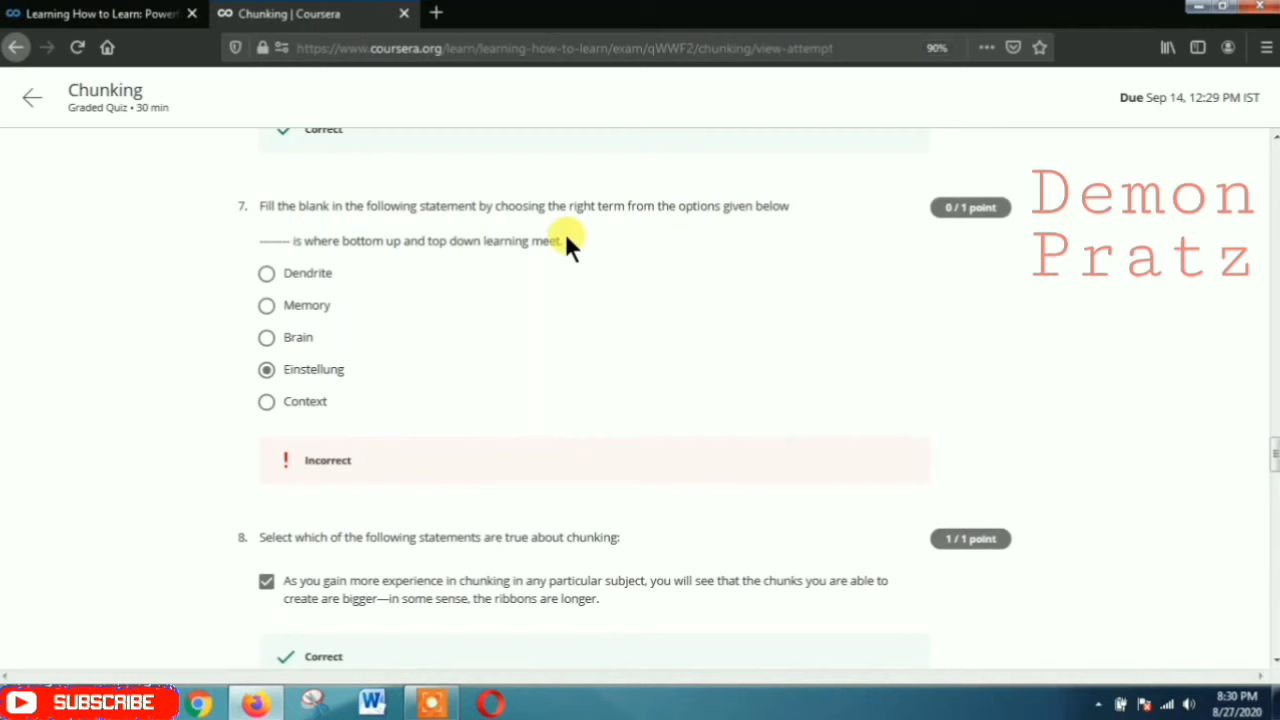 Learning How to Learn: Powerf
Chunking | Coursera
https://www.coursera.org/learn/learning-how-to-learn/exam/qWWF2/chunking/view-attempt
90%
Chunking
Graded Quiz • 30 min
Due Sep 14, 12:29 PM IST
Correct
7. Fill the blank in the following statement by choosing the right term from the options given below
0 / 1 point
-------- is where bottom up and top down learning meet.
Dendrite
Memory
Brain
Einstellung
Context
! Incorrect
Demon
Pratz
8. Select which of the following statements are true about chunking:
1 / 1 point
As you gain more experience in chunking in any particular subject, you will see that the chunks you are able to
create are bigger—in some sense, the ribbons are longer.
Correct
SUBSCRIBE
8:30 PM
8/27/2020